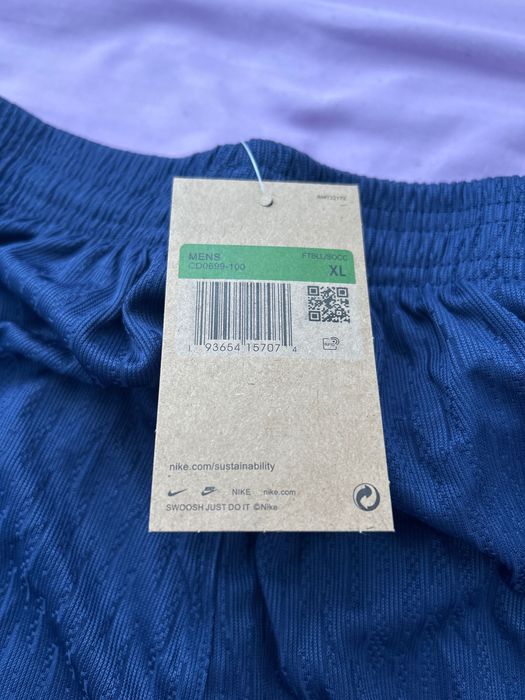 MENS
FTBLL/SOCC
CD0699-100
XL
1 93654 15707 4
nike.com/sustainability
NIKE nike.com
SWOOSH JUST DO IT ©Nike